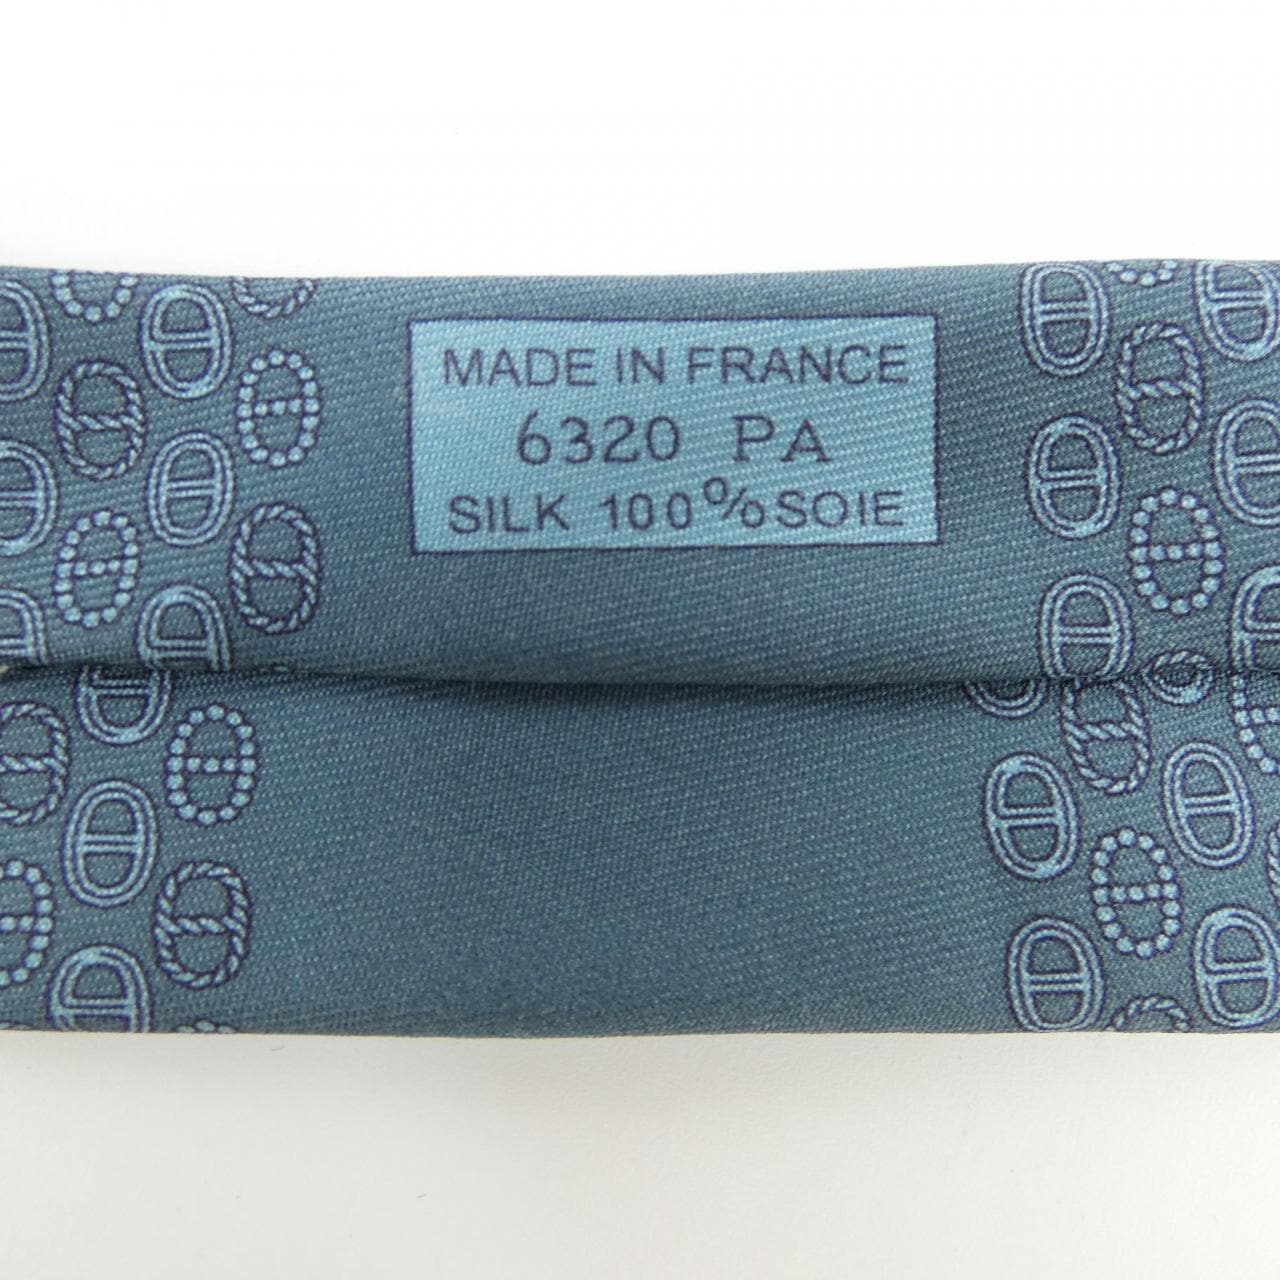 MADE IN FRANCE
6320 PA
SILK 100% SOIE